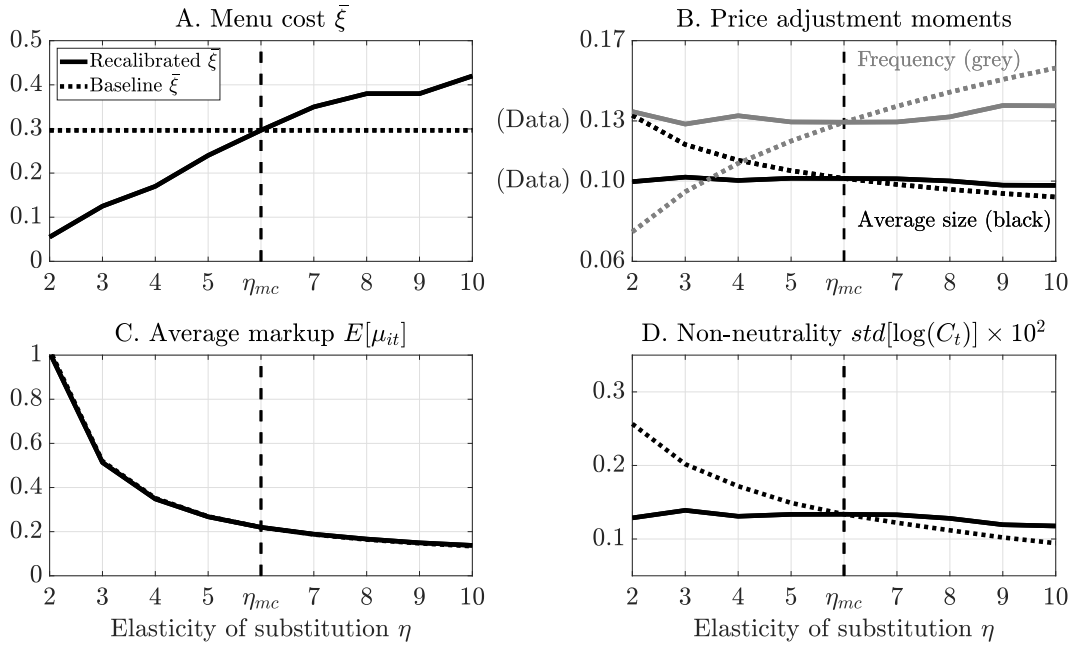 A. Menu cost ξ̄
0.5
0.4
0.3
0.2
0.1
0
Recalibrated ξ̄
Baseline ξ̄
2 3 4 5 η_mc 7 8 9 10
B. Price adjustment moments
0.17
(Data) 0.13
(Data) 0.10
0.06
Frequency (grey)
Average size (black)
2 3 4 5 η_mc 7 8 9 10
C. Average markup E[μ_it]
1
0.8
0.6
0.4
0.2
0
2 3 4 5 η_mc 7 8 9 10
Elasticity of substitution η
D. Non-neutrality std[log(C_t)] × 10²
0.3
0.2
0.1
2 3 4 5 η_mc 7 8 9 10
Elasticity of substitution η